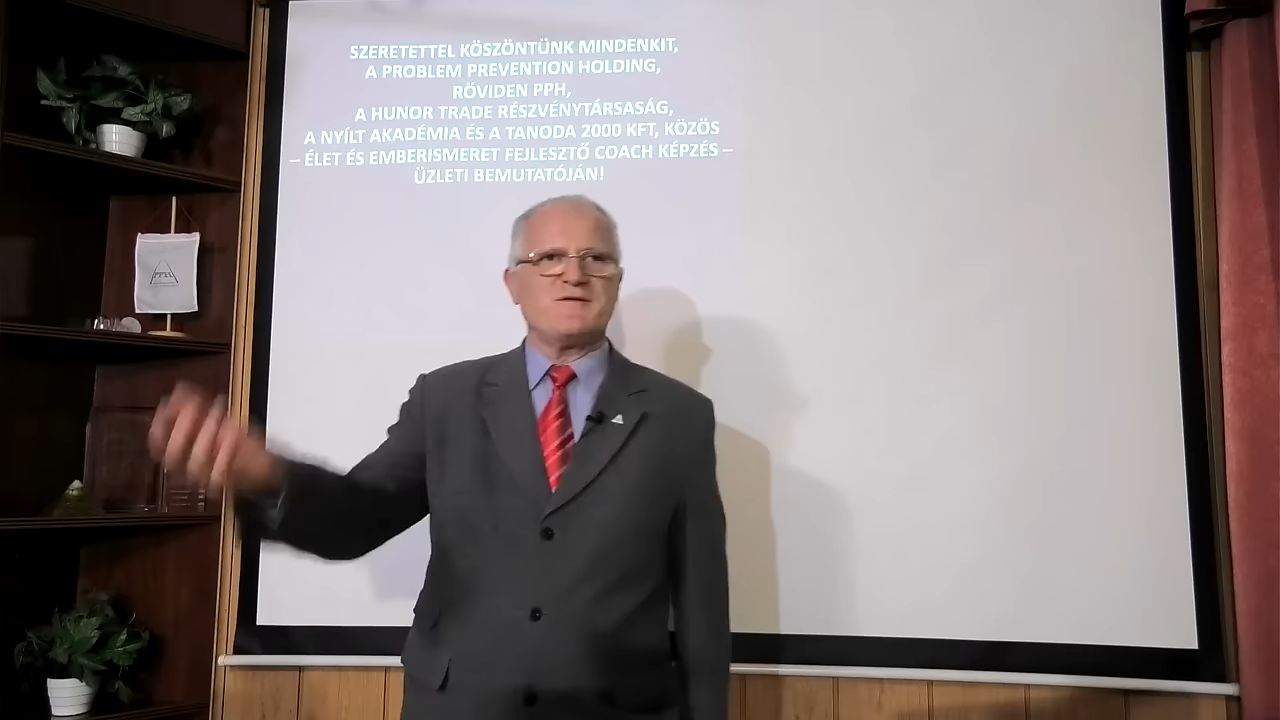 SZERETETTEL KÖSZÖNTÜNK MINDENKIT,
A PROBLEM PREVENTION HOLDING,
RÖVIDEN PPH,
A HUNOR TRADE RÉSZVÉNYTÁRSASÁG,
A NYÍLT AKADÉMIA ÉS A TANODA 2000 KFT, KÖZÖS
– ÉLET ÉS EMBERISMERET FEJLESZTŐ COACH KÉPZÉS –
ÜZLETI BEMUTATÓJÁN!